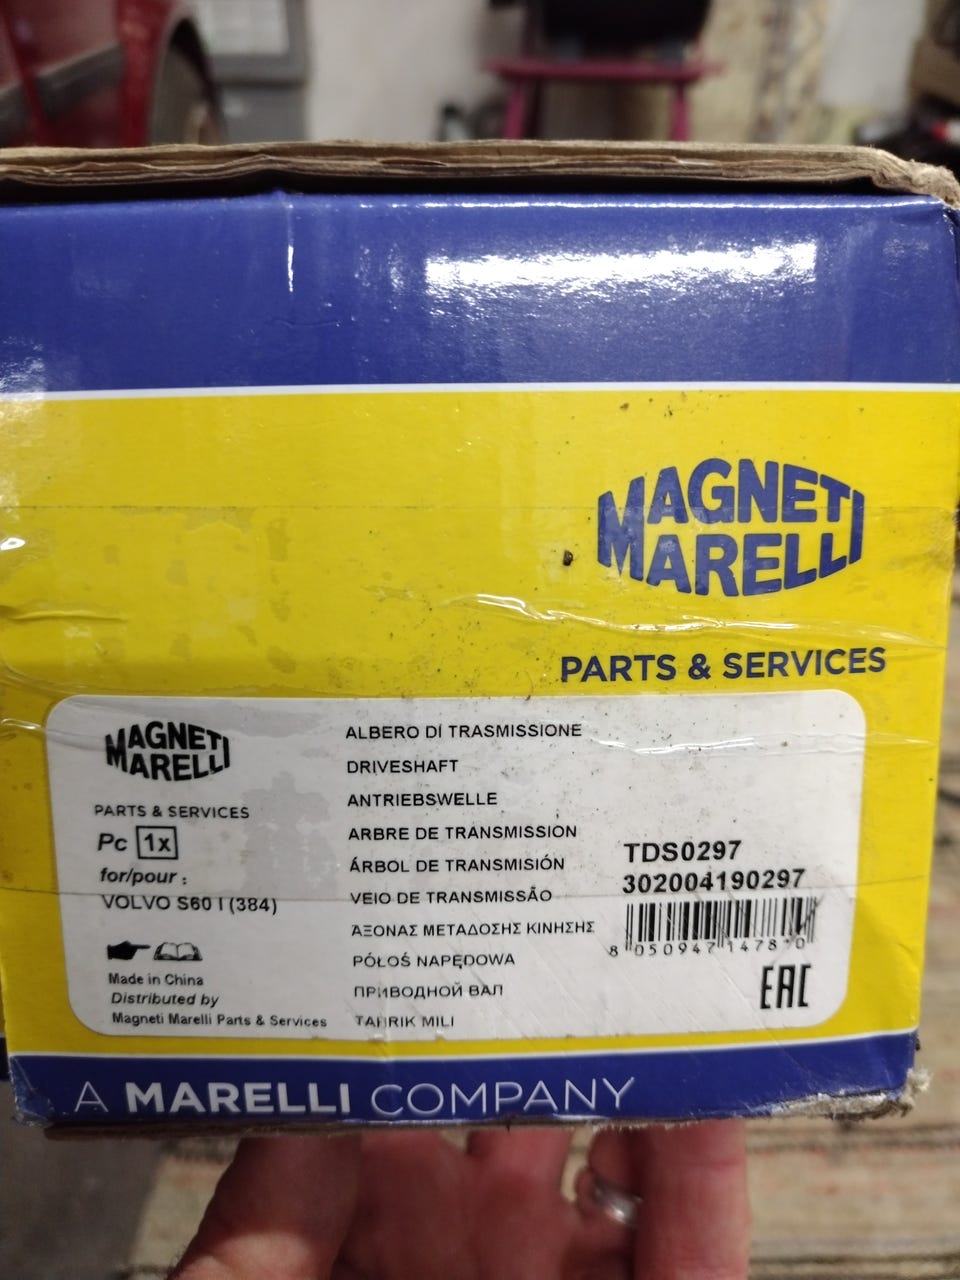 MAGNETI
MARELLI
PARTS & SERVICES
MAGNETI
MARELLI
PARTS & SERVICES
Pc 1x
for/pour :
VOLVO S60 I (384)
Made in China
Distributed by
Magneti Marelli Parts & Services
ALBERO DI TRASMISSIONE
DRIVESHAFT
ANTRIEBSWELLE
ARBRE DE TRANSMISSION
ÁRBOL DE TRANSMISIÓN
VEIO DE TRANSMISSÃO
ΆΞΟΝΑΣ ΜΕΤΑΔΟΣΗΣ ΚΙΝΗΣΗΣ
PÓŁOŚ NAPĘDOWA
ПРИВОДНОЙ ВАЛ
TAHRIK MILI
TDS0297
302004190297
8 050947 147810
EAC
A MARELLI COMPANY